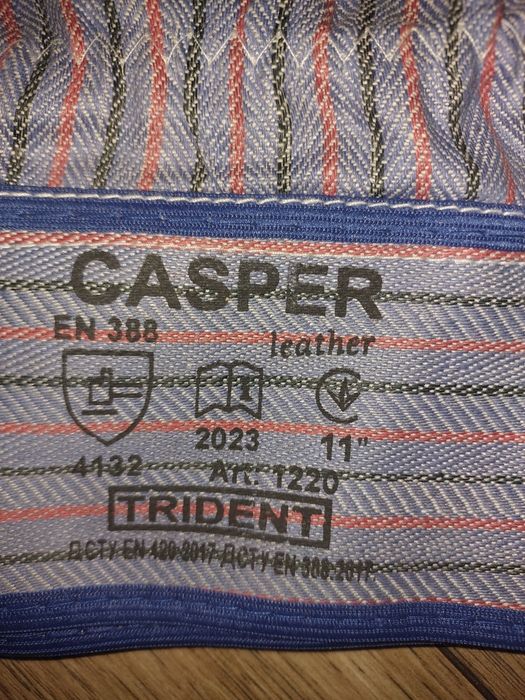 CASPER
EN 388
leather
2023
11"
4132
Art. 1220
TRIDENT
ДСТУ EN 420-2017 ДСТУ EN 388:2017